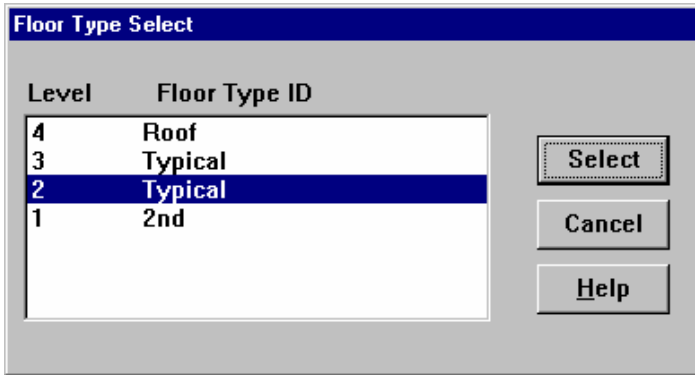 Floor Type Select
Level Floor Type ID
4 Roof
3 Typical
2 Typical
1 2nd
Select
Cancel
Help